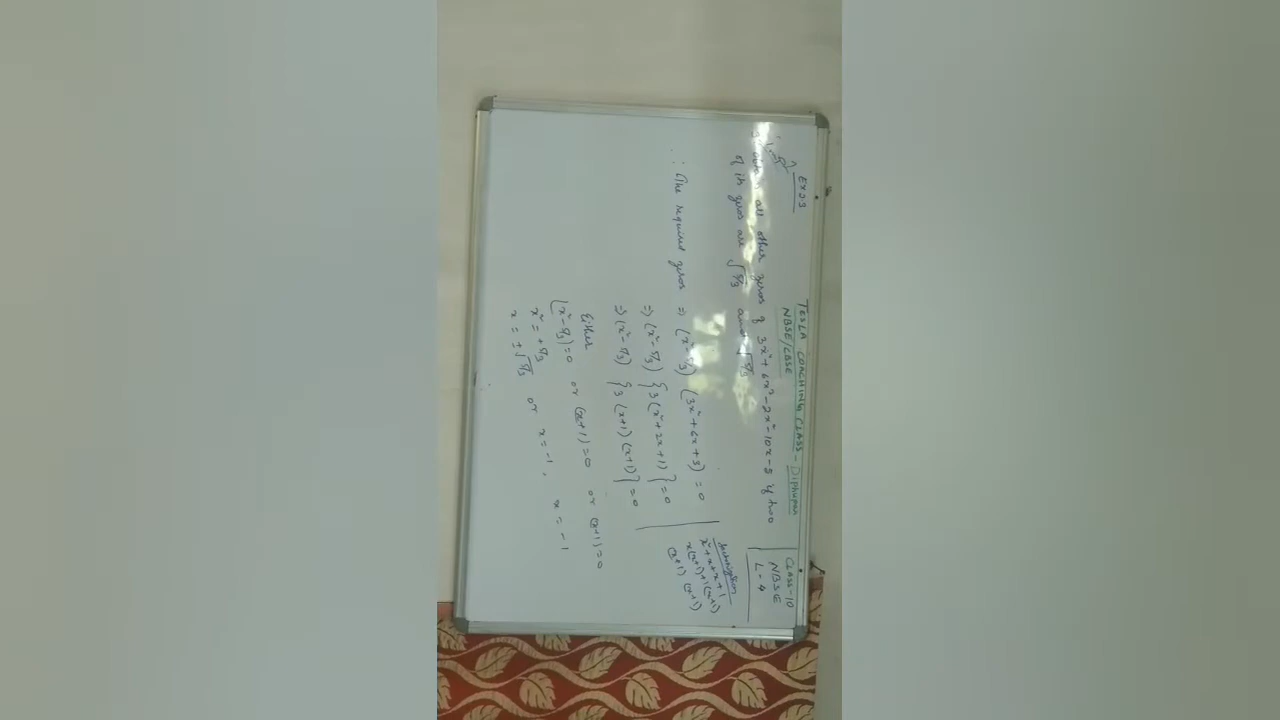 TESLA COACHING CLASS - Diphupar
NBSE/CBSE
CLASS-10
NBSE
L-4
Ex 2.3
all other zeros of 3x⁴ + 6x³ - 2x² - 10x - 5 if two
of its zeros are √5/3 and -√5/3
∴ The required zeros ⇒ (x² - 5/3) (3x² + 6x + 3) = 0
⇒ (x² - 5/3) {3(x² + 2x + 1)} = 0
⇒ (x² - 5/3) {3(x+1)(x+1)} = 0
Either
(x² - 5/3) = 0 or (x+1) = 0 or (x+1) = 0
x² = + 5/3
x = ± √5/3 or x = -1, x = -1
x² + x + x + 1
x(x+1) + 1(x+1)
(x+1) (x+1)